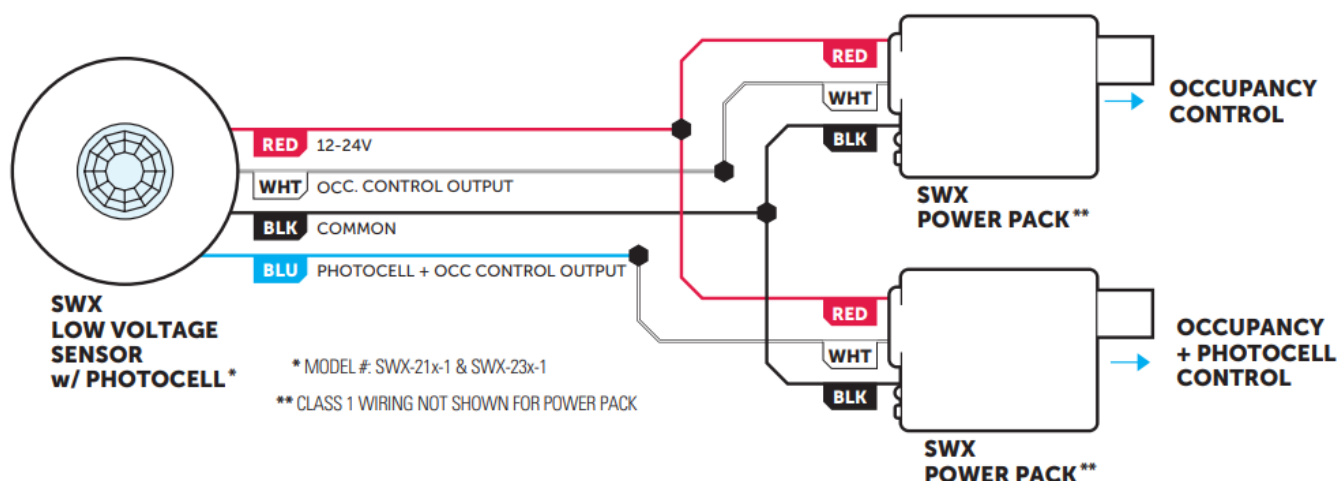 RED 12-24V
WHT OCC. CONTROL OUTPUT
BLK COMMON
BLU PHOTOCELL + OCC CONTROL OUTPUT
SWX
LOW VOLTAGE
SENSOR
w/ PHOTOCELL*
* MODEL #: SWX-21x-1 & SWX-23x-1
** CLASS 1 WIRING NOT SHOWN FOR POWER PACK
RED
WHT
BLK
SWX
POWER PACK**
OCCUPANCY
CONTROL
RED
WHT
BLK
SWX
POWER PACK**
OCCUPANCY
+ PHOTOCELL
CONTROL